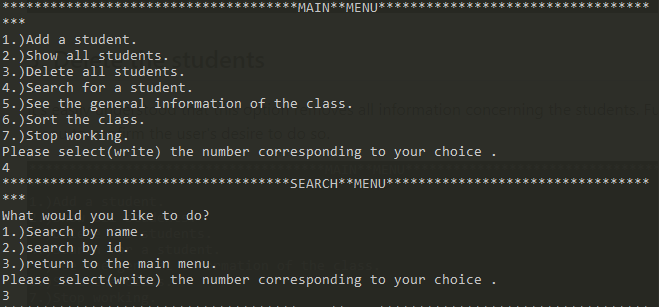 *************************************MAIN**MENU**********************************
***
1.)Add a student.
2.)Show all students.
3.)Delete all students.
4.)Search for a student.
5.)See the general information of the class.
6.)Sort the class.
7.)Stop working.
Please select(write) the number corresponding to your choice .
4
************************************SEARCH**MENU*********************************
***
What would you like to do?
1.)Search by name.
2.)search by id.
3.)return to the main menu.
Please select(write) the number corresponding to your choice .
3